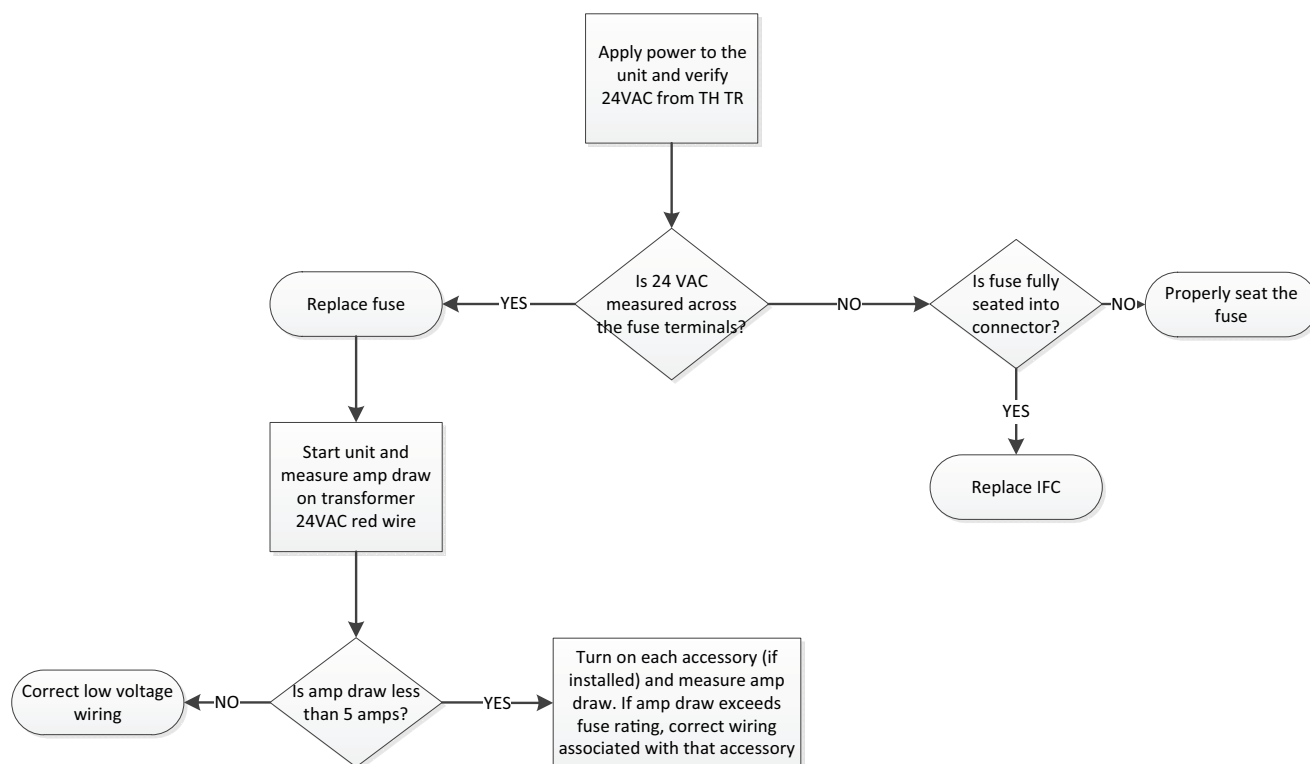 Apply power to the
unit and verify
24VAC from TH TR
Is 24 VAC
measured across
the fuse terminals?
YES
Replace fuse
NO
Is fuse fully
seated into
connector?
NO
Properly seat the
fuse
YES
Replace IFC
Start unit and
measure amp draw
on transformer
24VAC red wire
Is amp draw less
than 5 amps?
NO
Correct low voltage
wiring
YES
Turn on each accessory (if
installed) and measure amp
draw. If amp draw exceeds
fuse rating, correct wiring
associated with that accessory